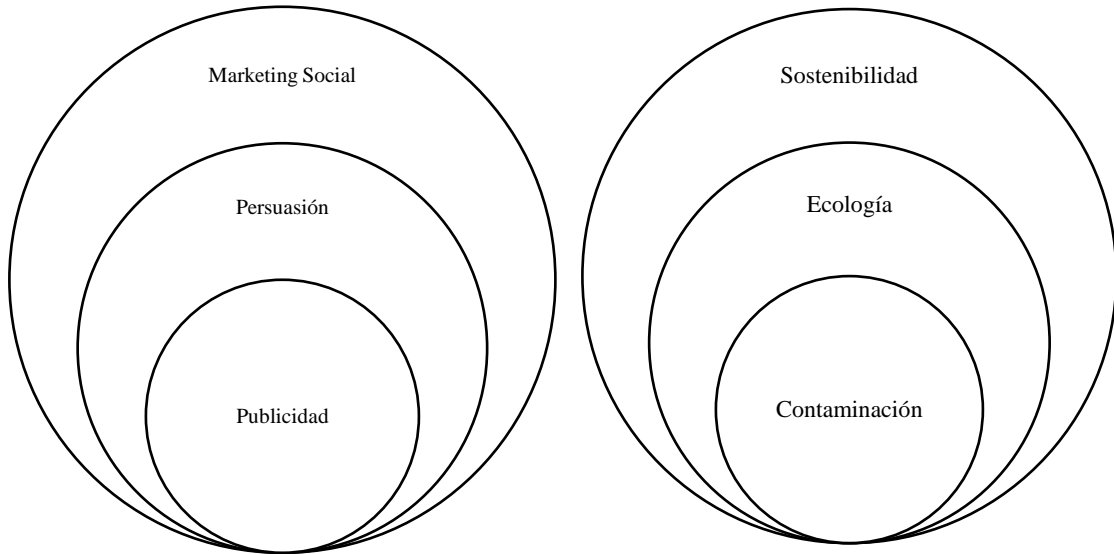 Marketing Social
Persuasión
Publicidad
Sostenibilidad
Ecología
Contaminación